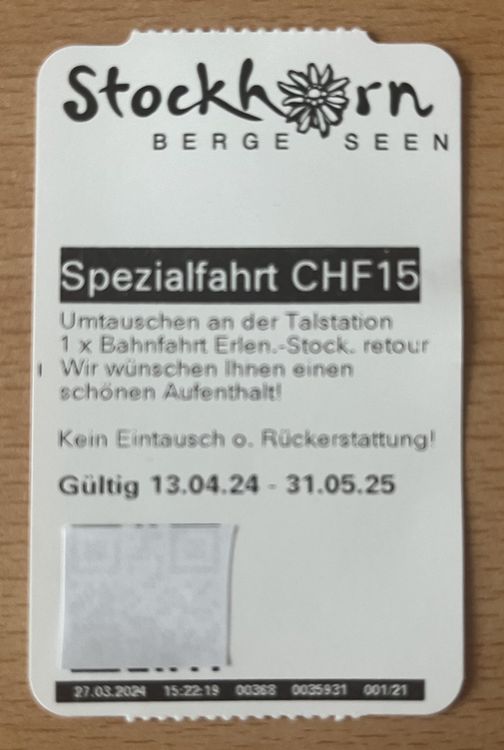 Stockhorn
BERGE SEEN
Spezialfahrt CHF15
Umtauschen an der Talstation
1 x Bahnfahrt Erlen.-Stock. retour
Wir wünschen Ihnen einen
schönen Aufenthalt!
Kein Eintausch o. Rückerstattung!
Gültig 13.04.24 - 31.05.25
27.03.2024 15:22:19 00368 0035931 001/21